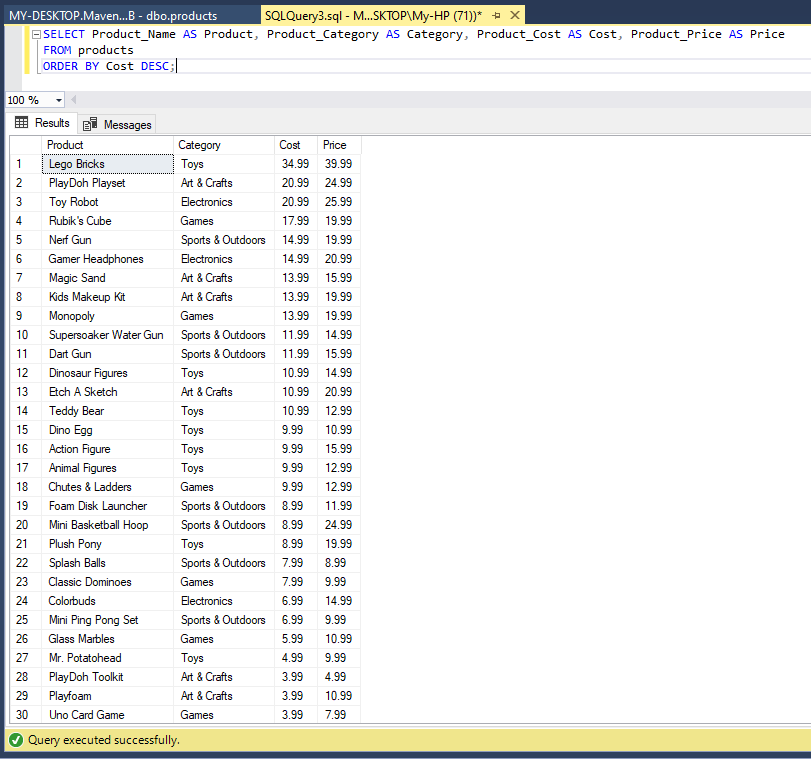 MY-DESKTOP.Maven...B - dbo.products SQLQuery3.sql - M...SKTOP\My-HP (71))*
SELECT Product_Name AS Product, Product_Category AS Category, Product_Cost AS Cost, Product_Price AS Price
FROM products
ORDER BY Cost DESC;
100 %
Results Messages
Product Category Cost Price
1 Lego Bricks Toys 34.99 39.99
2 PlayDoh Playset Art & Crafts 20.99 24.99
3 Toy Robot Electronics 20.99 25.99
4 Rubik's Cube Games 17.99 19.99
5 Nerf Gun Sports & Outdoors 14.99 19.99
6 Gamer Headphones Electronics 14.99 20.99
7 Magic Sand Art & Crafts 13.99 15.99
8 Kids Makeup Kit Art & Crafts 13.99 19.99
9 Monopoly Games 13.99 19.99
10 Supersoaker Water Gun Sports & Outdoors 11.99 14.99
11 Dart Gun Sports & Outdoors 11.99 15.99
12 Dinosaur Figures Toys 10.99 14.99
13 Etch A Sketch Art & Crafts 10.99 20.99
14 Teddy Bear Toys 10.99 12.99
15 Dino Egg Toys 9.99 10.99
16 Action Figure Toys 9.99 15.99
17 Animal Figures Toys 9.99 12.99
18 Chutes & Ladders Games 9.99 12.99
19 Foam Disk Launcher Sports & Outdoors 8.99 11.99
20 Mini Basketball Hoop Sports & Outdoors 8.99 24.99
21 Plush Pony Toys 8.99 19.99
22 Splash Balls Sports & Outdoors 7.99 8.99
23 Classic Dominoes Games 7.99 9.99
24 Colorbuds Electronics 6.99 14.99
25 Mini Ping Pong Set Sports & Outdoors 6.99 9.99
26 Glass Marbles Games 5.99 10.99
27 Mr. Potatohead Toys 4.99 9.99
28 PlayDoh Toolkit Art & Crafts 3.99 4.99
29 Playfoam Art & Crafts 3.99 10.99
30 Uno Card Game Games 3.99 7.99
Query executed successfully.